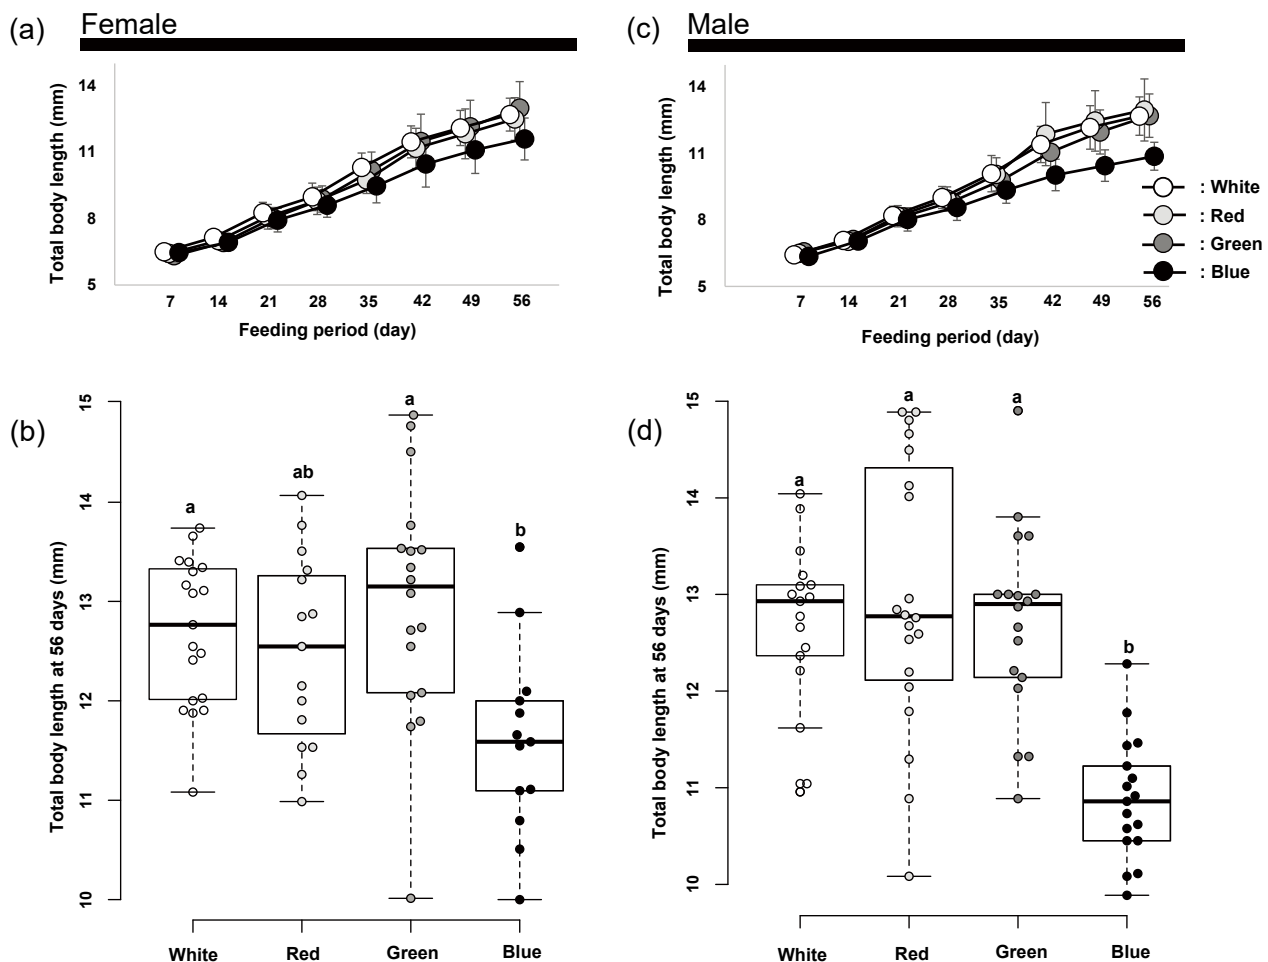 (a) Female
Total body length (mm)
14
11
8
5
7 14 21 28 35 42 49 56
Feeding period (day)
(c) Male
Total body length (mm)
14
11
8
5
7 14 21 28 35 42 49 56
Feeding period (day)
: White
: Red
: Green
: Blue
(b)
Total body length at 56 days (mm)
15
14
13
12
11
10
a ab a b
White Red Green Blue
(d)
Total body length at 56 days (mm)
15
14
13
12
11
10
a a a b
White Red Green Blue